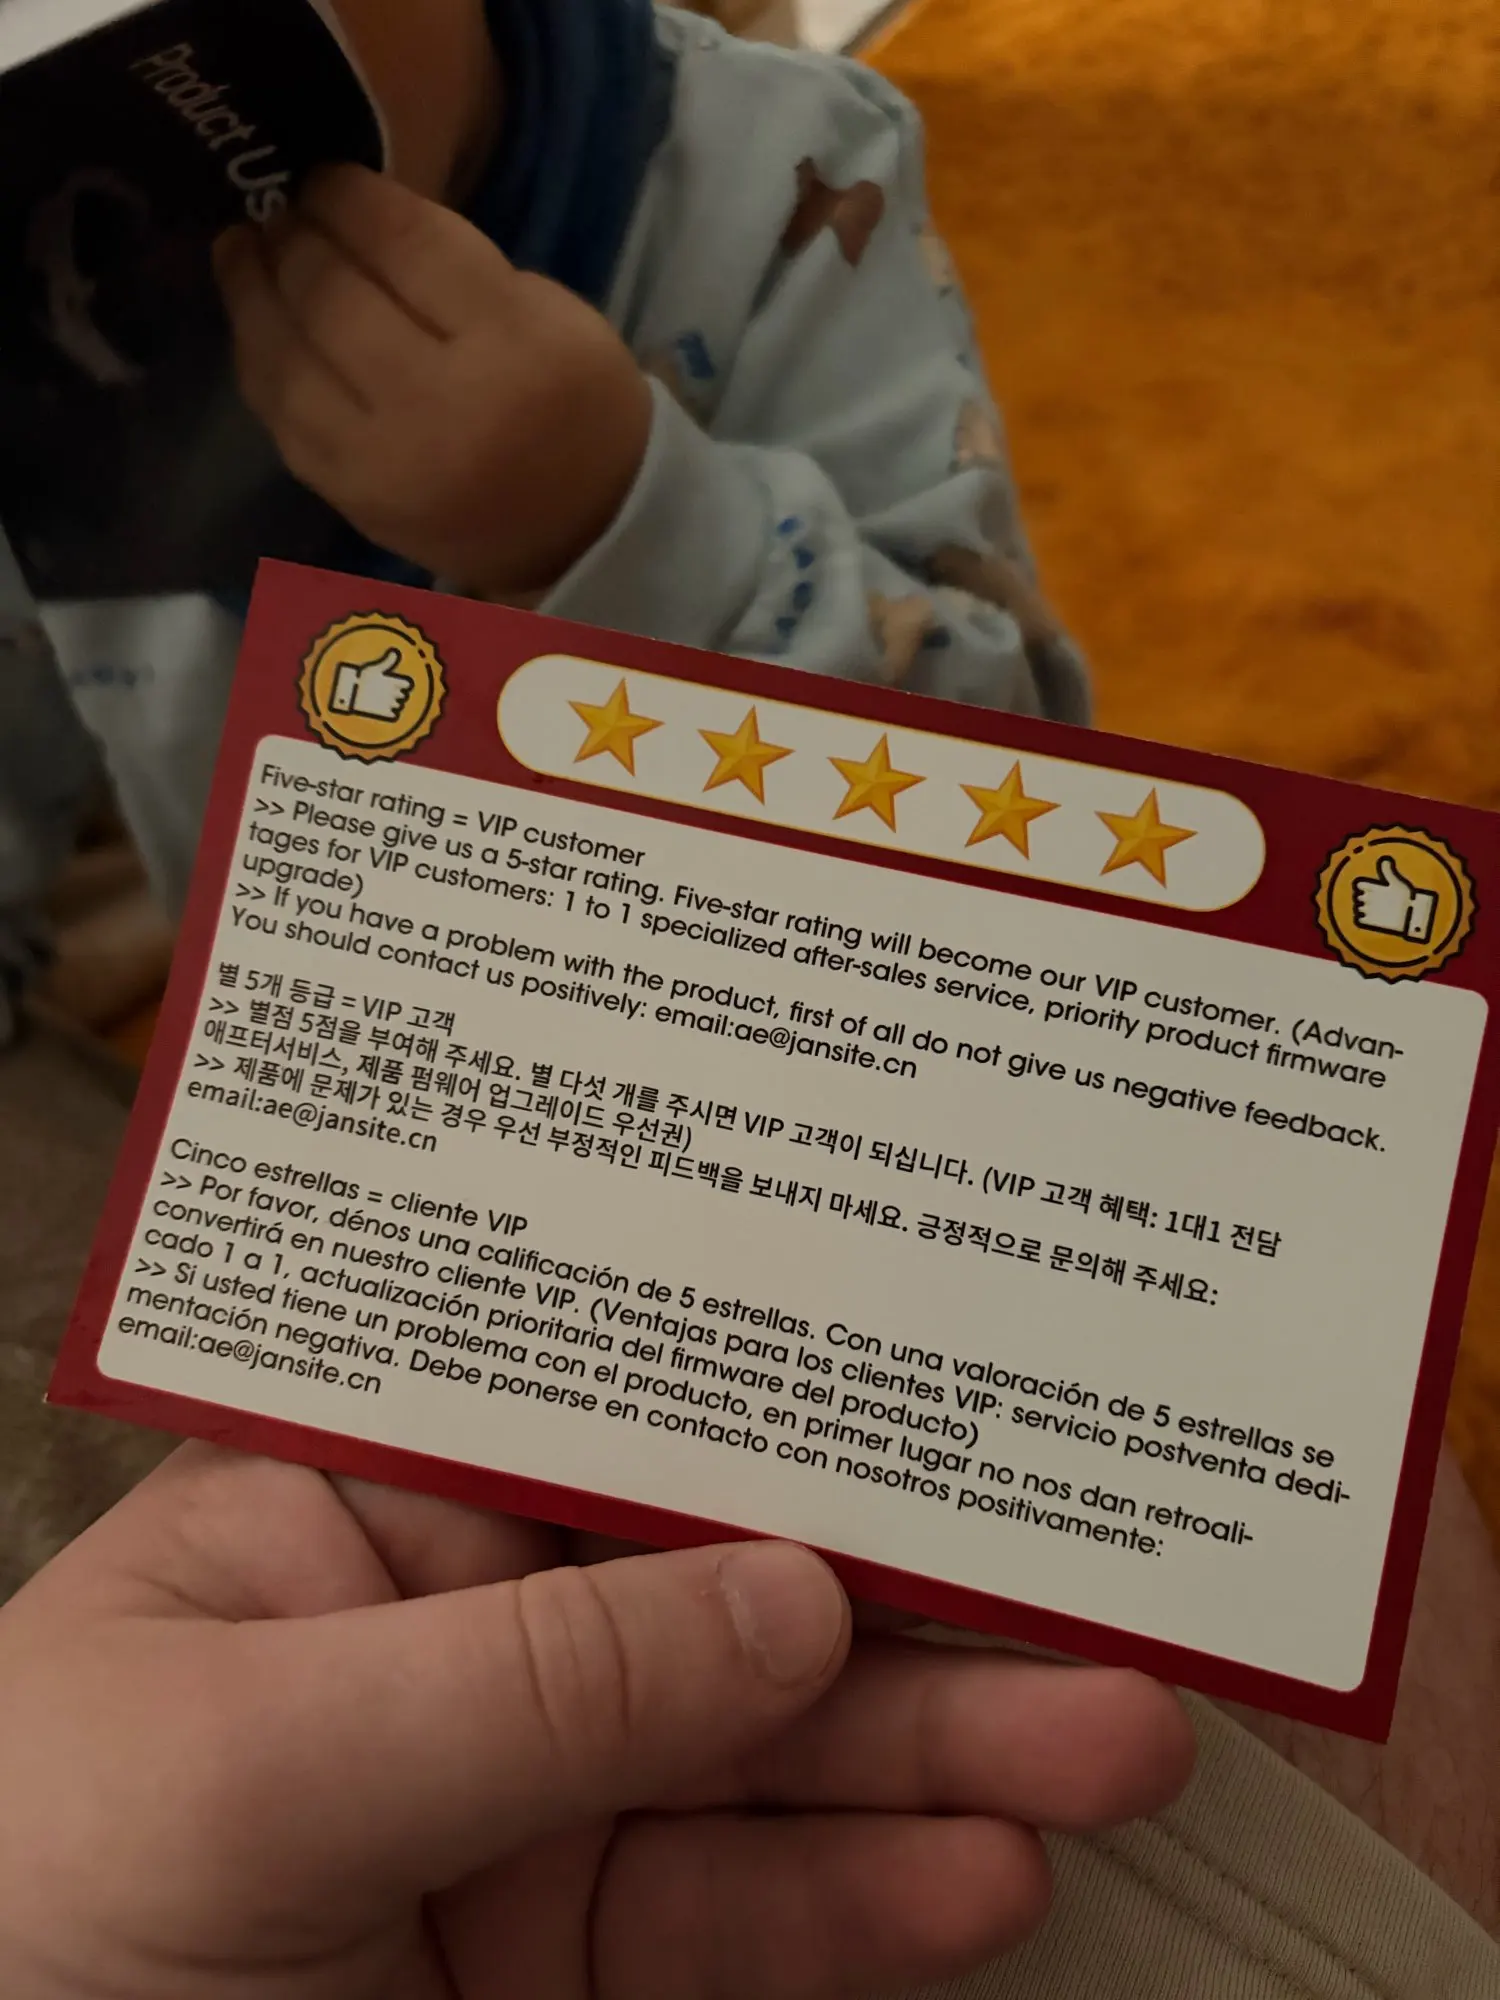 Product Us
Five-star rating = VIP customer
>> Please give us a 5-star rating. Five-star rating will become our VIP customer. (Advan-
tages for VIP customers: 1 to 1 specialized after-sales service, priority product firmware
upgrade)
>> If you have a problem with the product, first of all do not give us negative feedback.
You should contact us positively: email:ae@jansite.cn
별 5개 등급 = VIP 고객
>> 별점 5점을 부여해 주세요. 별 다섯 개를 주시면 VIP 고객이 되십니다. (VIP 고객 혜택: 1대1 전담
애프터서비스, 제품 펌웨어 업그레이드 우선권)
>> 제품에 문제가 있는 경우 우선 부정적인 피드백을 보내지 마세요. 긍정적으로 문의해 주세요:
email:ae@jansite.cn
Cinco estrellas = cliente VIP
>> Por favor, dénos una calificación de 5 estrellas. Con una valoración de 5 estrellas se
convertirá en nuestro cliente VIP. (Ventajas para los clientes VIP: servicio postventa dedi-
cado 1 a 1, actualización prioritaria del firmware del producto)
>> Si usted tiene un problema con el producto, en primer lugar no nos dan retroali-
mentación negativa. Debe ponerse en contacto con nosotros positivamente:
email:ae@jansite.cn